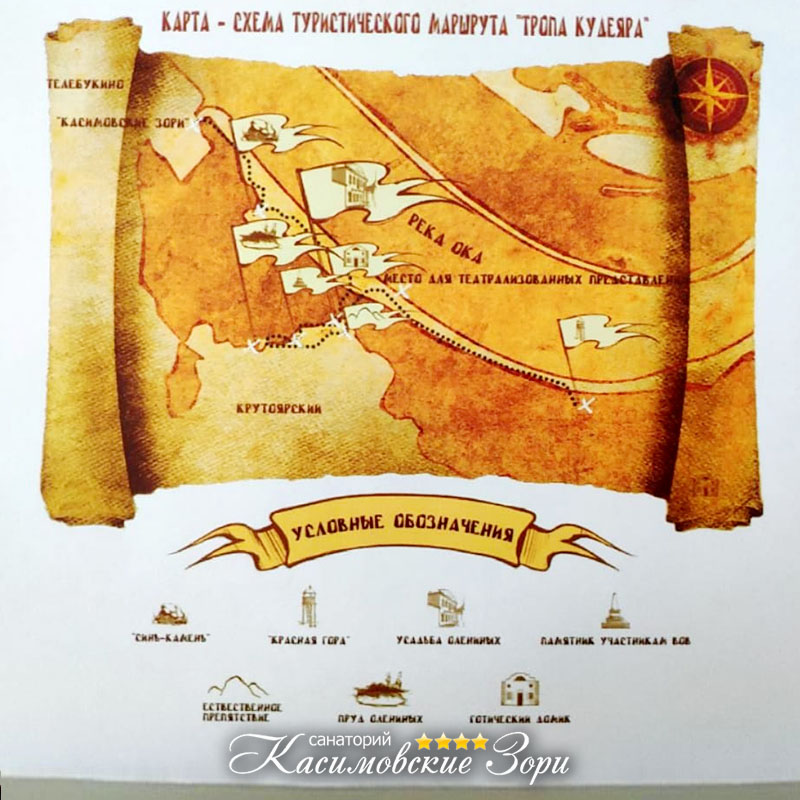 КАРТА - СХЕМА ТУРИСТИЧЕСКОГО МАРШРУТА "ТРОПА КУДЕЯРА"
ТЕЛЕБУКИНО
"КАСИМОВСКИЕ ЗОРИ"
РЕКА ОКА
МЕСТО ДЛЯ ТЕАТРАЛИЗОВАННЫХ ПРЕДСТАВЛЕНИ
КРУТОЯРСКИЙ
УСЛОВНЫЕ ОБОЗНАЧЕНИЯ
"СИНЬ-КАМЕНЬ"
"КРАСНАЯ ГОРА"
УСАДЬБА ОЛЕНИНЫХ
ПАМЯТНИК УЧАСТНИКАМ ВОВ
ЕСТЕСТВЕННОЕ
ПРЕПЯТСТВИЕ
ПРУД ОЛЕНИНЫХ
ГОТИЧЕСКИЙ ДОМИК
санаторий
Касимовские Зори